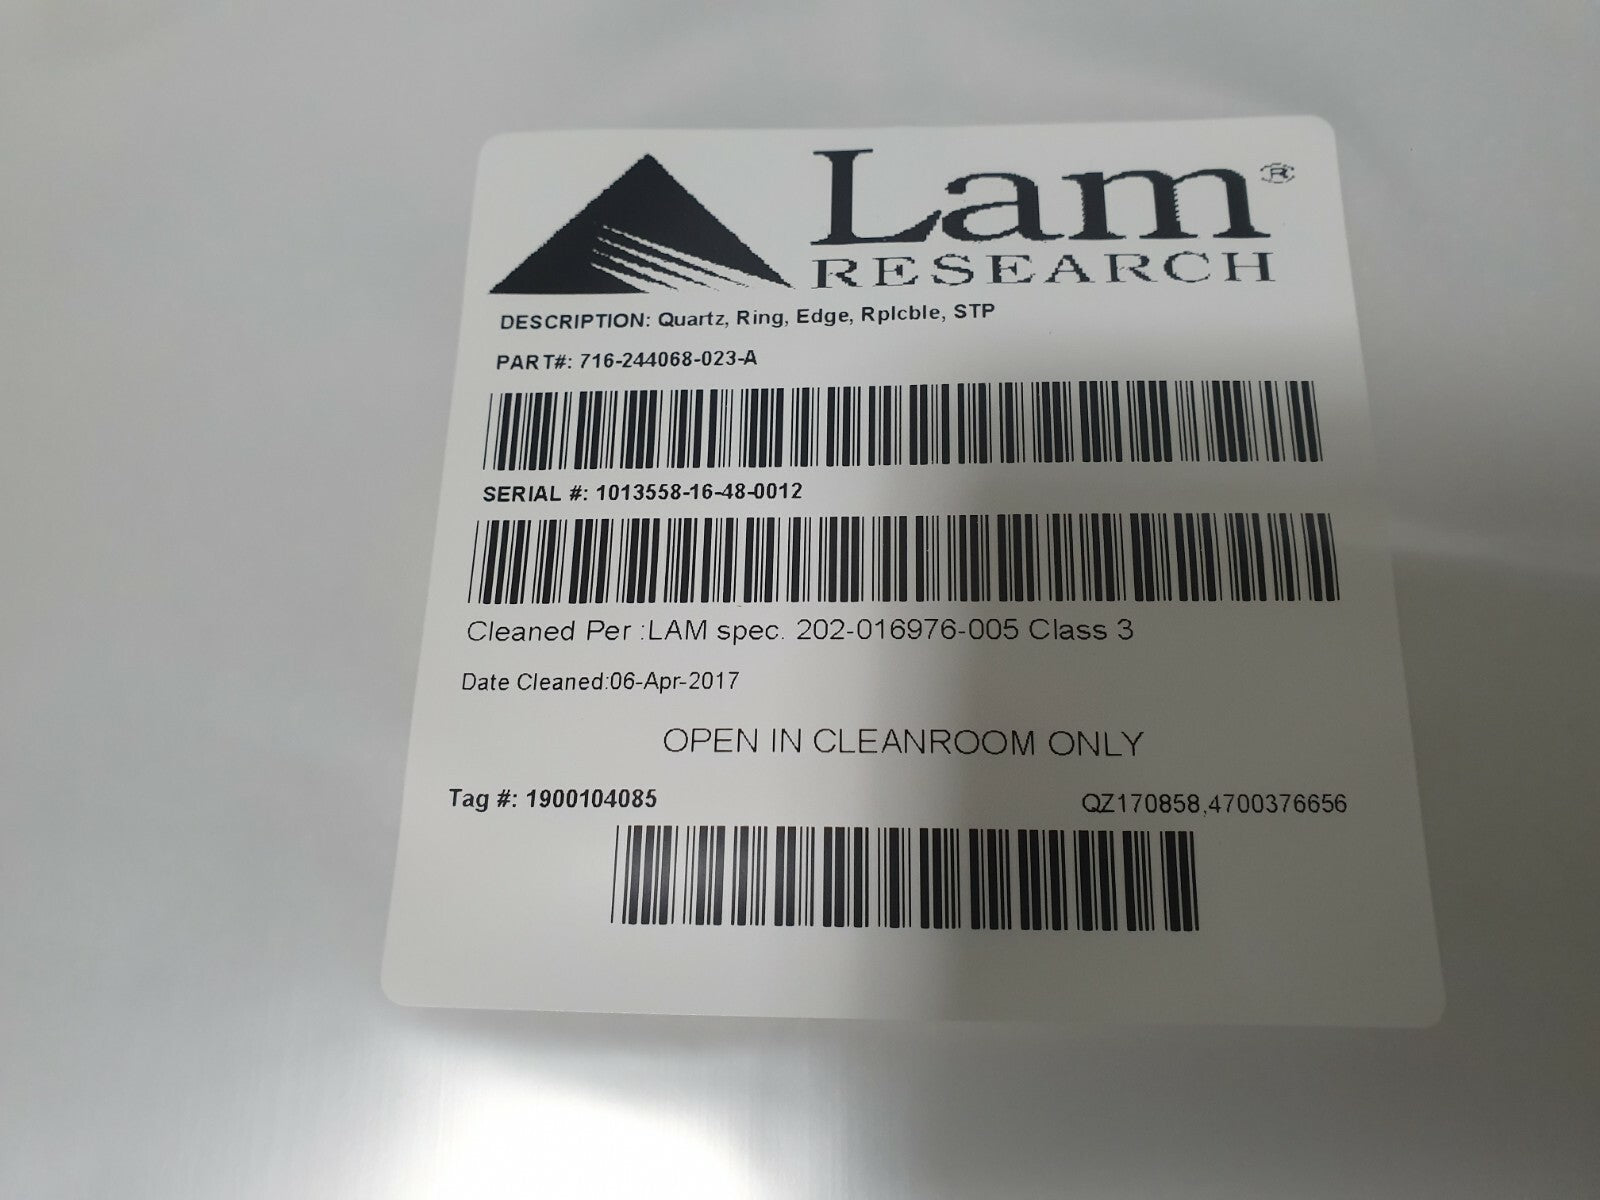 Lam®
RESEARCH
DESCRIPTION: Quartz, Ring, Edge, Rplcble, STP
PART#: 716-244068-023-A
SERIAL #: 1013558-16-48-0012
Cleaned Per :LAM spec. 202-016976-005 Class 3
Date Cleaned:06-Apr-2017
OPEN IN CLEANROOM ONLY
Tag #: 1900104085 QZ170858,4700376656